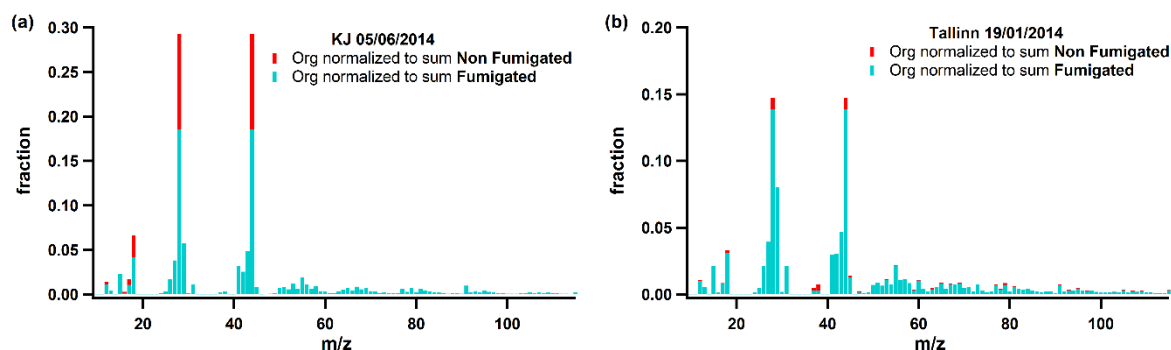 (a)
KJ 05/06/2014
Org normalized to sum Non Fumigated
Org normalized to sum Fumigated
fraction
0.30
0.25
0.20
0.15
0.10
0.05
0.00
20 40 60 80 100
m/z
(b)
Tallinn 19/01/2014
Org normalized to sum Non Fumigated
Org normalized to sum Fumigated
fraction
0.20
0.15
0.10
0.05
0.00
20 40 60 80 100
m/z